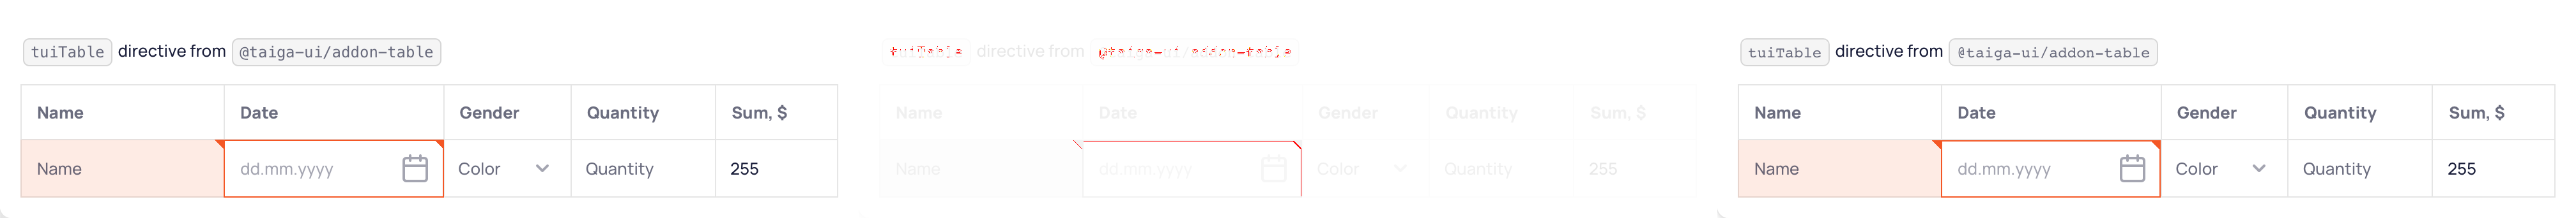 tuiTable directive from @taiga-ui/addon-table tuiTable directive from @taiga-ui/addon-table tuiTable directive from @taiga-ui/addon-table
Name Date Gender Quantity Sum, $ Name Date Gender Quantity Sum, $ Name Date Gender Quantity Sum, $
Name dd.mm.yyyy Color Quantity 255 Name dd.mm.yyyy Color Quantity 255 Name dd.mm.yyyy Color Quantity 255